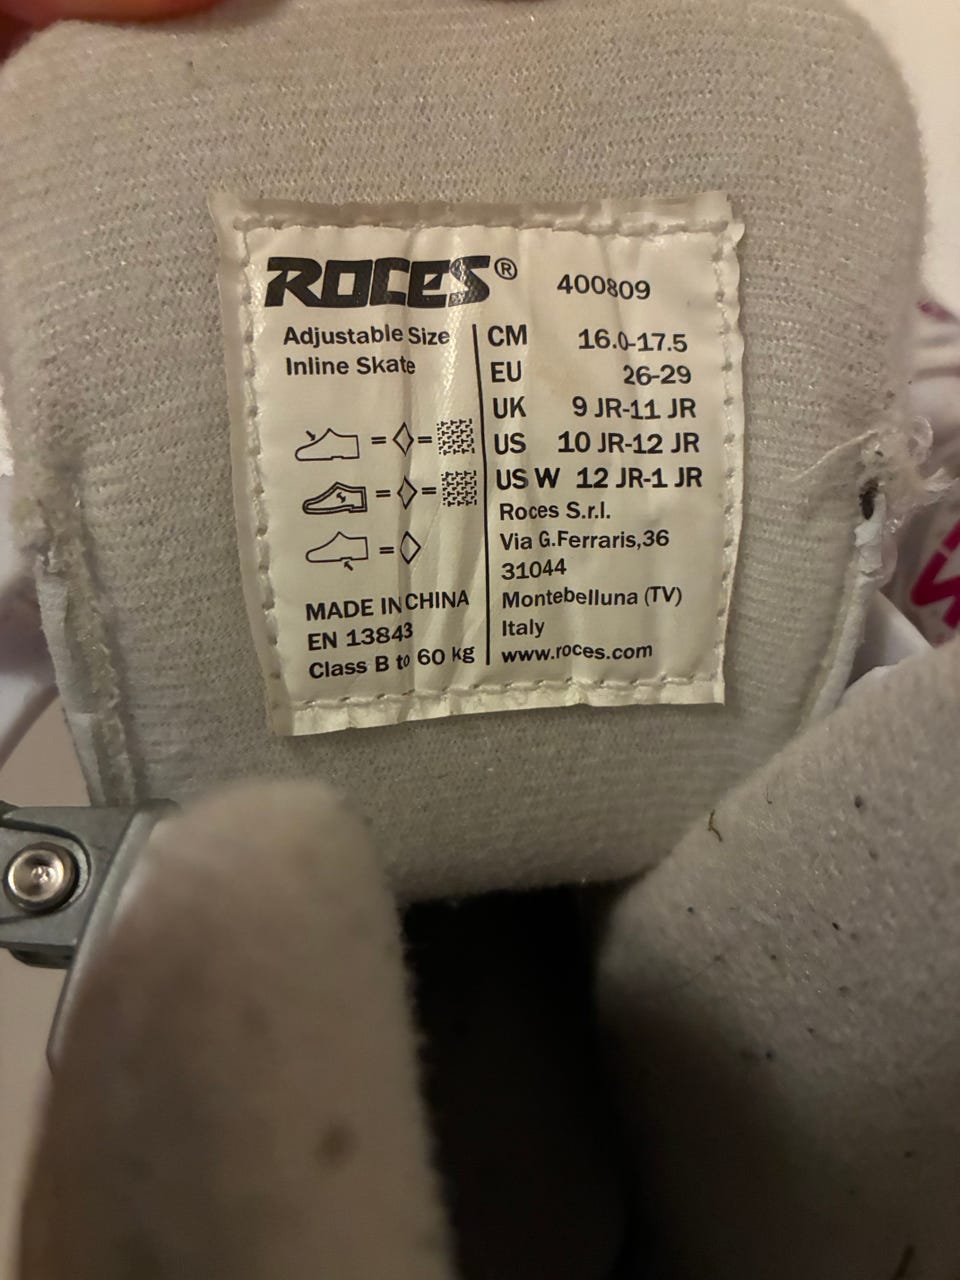 ROCES®
400809
Adjustable Size
Inline Skate
= =
= =
=
MADE IN CHINA
EN 13843
Class B to 60 kg
CM 16.0-17.5
EU 26-29
UK 9 JR-11 JR
US 10 JR-12 JR
US W 12 JR-1 JR
Roces S.r.l.
Via G.Ferraris,36
31044
Montebelluna (TV)
Italy
www.roces.com